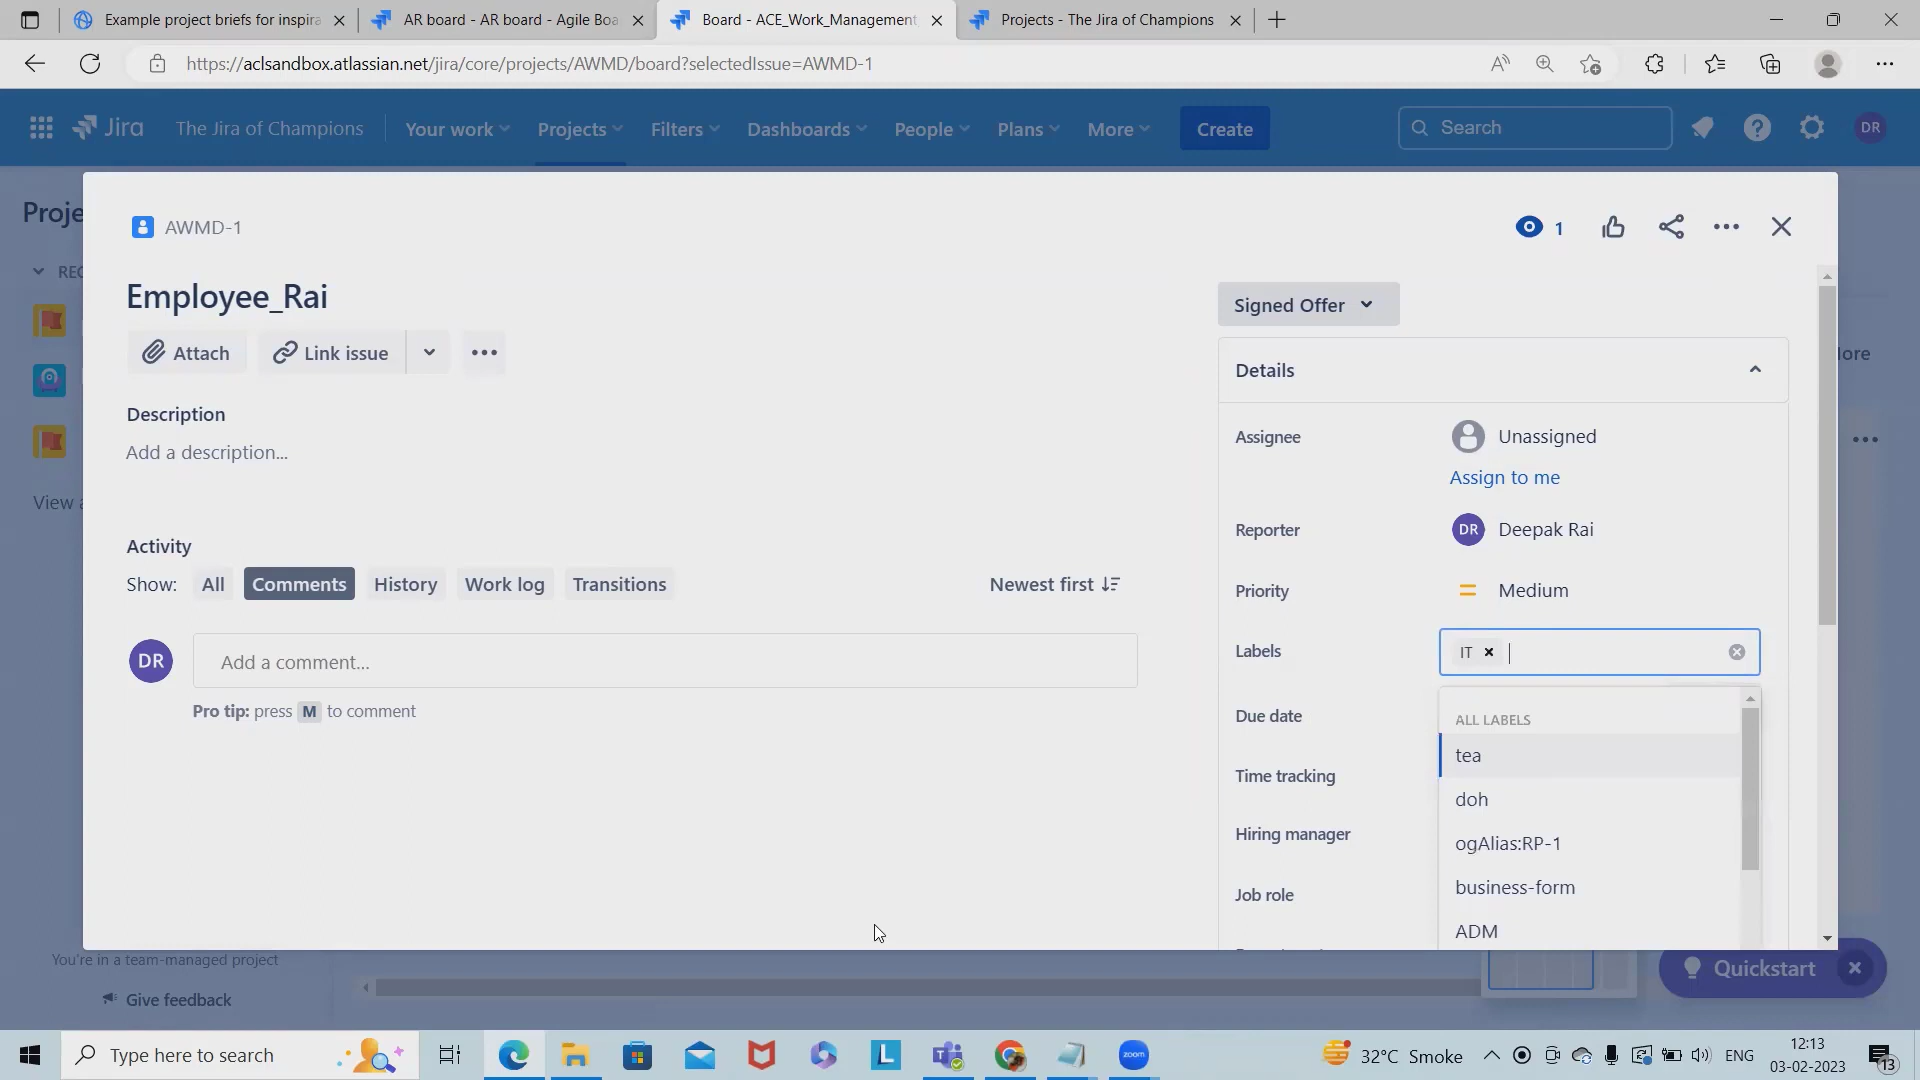 Example project briefs for inspira
AR board - AR board - Agile Boa
Board - ACE_Work_Management
Projects - The Jira of Champions
https://aclsandbox.atlassian.net/jira/core/projects/AWMD/board?selectedIssue=AWMD-1
Jira
The Jira of Champions
Your work
Projects
Filters
Dashboards
People
Plans
More
Create
Search
DR
Proje
REC
View a
lore
AWMD-1
1
Employee_Rai
Attach
Link issue
Description
Add a description...
Activity
Show:
All
Comments
History
Work log
Transitions
Newest first
DR
Add a comment...
Pro tip: press M to comment
Signed Offer
Details
Assignee
Unassigned
Assign to me
Reporter
DR
Deepak Rai
Priority
Medium
Labels
IT
ALL LABELS
tea
doh
ogAlias:RP-1
business-form
ADM
Due date
Time tracking
Hiring manager
Job role
You're in a team-managed project
Give feedback
Quickstart
Type here to search
L
zoom
32°C Smoke
ENG
12:13
03-02-2023
13